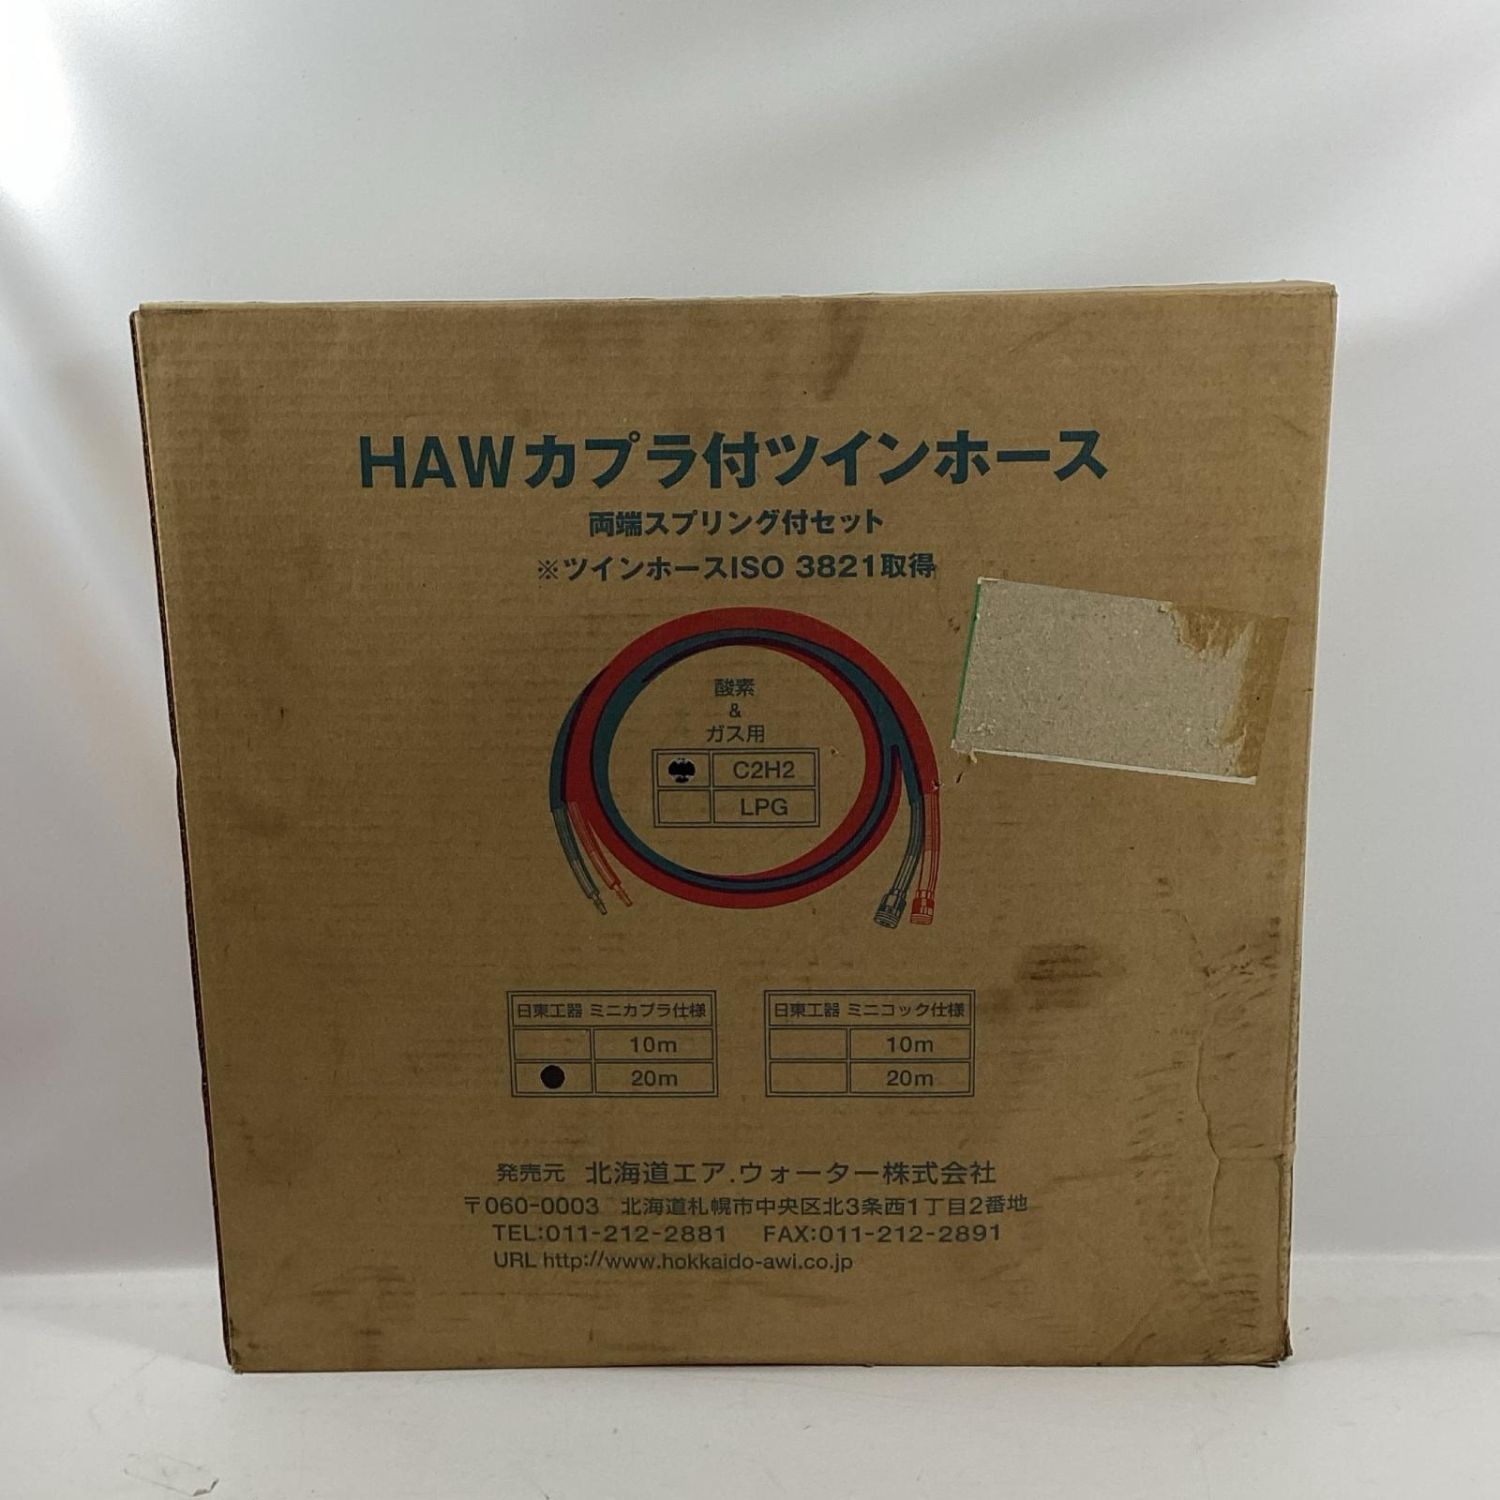 HAWカプラ付ツインホース
両端スプリング付セット
※ツインホースISO 3821取得
酸素
&
ガス用
C2H2
LPG
日東工器 ミニカプラ仕様
10m
20m
日東工器 ミニコック仕様
10m
20m
発売元 北海道エア.ウォーター株式会社
〒060-0003 北海道札幌市中央区北3条西1丁目2番地
TEL:011-212-2881 FAX:011-212-2891
URL http://www.hokkaido-awi.co.jp